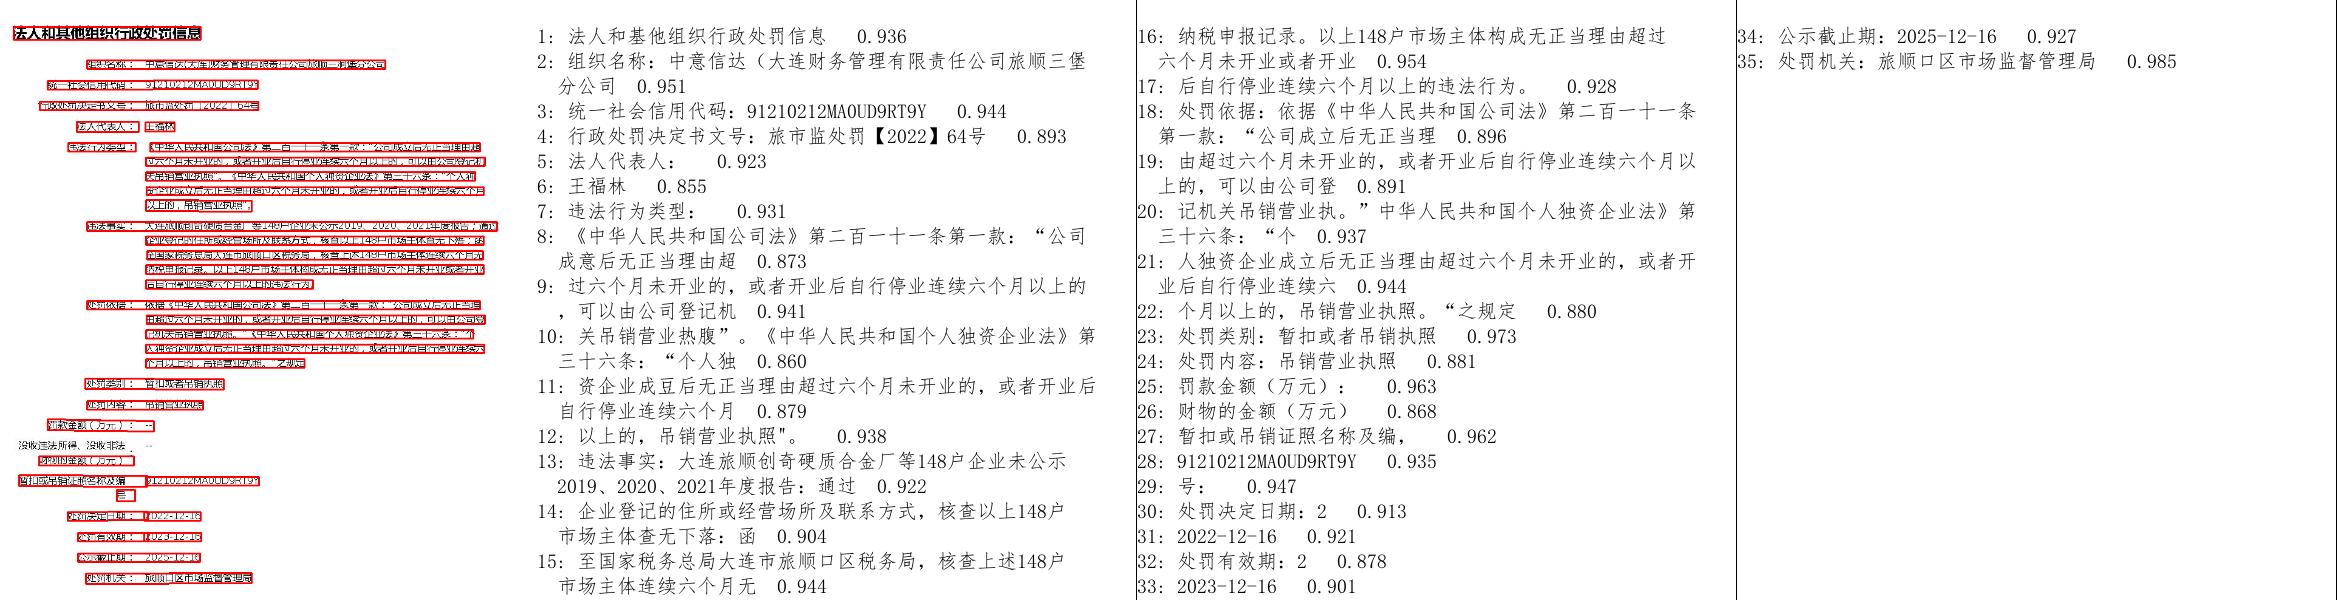 法人和其他组织行政处罚信息
组织名称： 中意信达(大连)财务管理有限责任公司旅顺三涧堡分公司
统一社会信用代码： 91210212MA0UD9RT9Y
行政处罚决定书文号： 旅市监处罚〔2022〕64号
法人代表人： 王福林
违法行为类型： 《中华人民共和国公司法》第二百一十一条第一款：“公司成立后无正当理由超
过六个月未开业的，或者开业后自行停业连续六个月以上的，可以由公司登记机
关吊销营业执照”。《中华人民共和国个人独资企业法》第三十六条：“个人独
资企业成立后无正当理由超过六个月未开业的，或者开业后自行停业连续六个月
以上的，吊销营业执照”。
违法事实： 大连旅顺创奇硬质合金厂等148户企业未公示2019、2020、2021年度报告；通过
企业登记的住所或经营场所及联系方式，核查以上148户市场主体查无下落；函
至国家税务总局大连市旅顺口区税务局，核查上述148户市场主体连续六个月无
纳税申报记录。以上148户市场主体构成无正当理由超过六个月未开业或者开业
后自行停业连续六个月以上的违法行为。
处罚依据： 依据《中华人民共和国公司法》第二百一十一条第一款：“公司成立后无正当理
由超过六个月未开业的，或者开业后自行停业连续六个月以上的，可以由公司登
记机关吊销营业执照。”《中华人民共和国个人独资企业法》第三十六条：“个
人独资企业成立后无正当理由超过六个月未开业的，或者开业后自行停业连续六
个月以上的，吊销营业执照。”之规定
处罚类别： 暂扣或者吊销执照
处罚内容： 吊销营业执照
罚款金额（万元）： --
没收违法所得、没收非法 --
财物的金额（万元）
暂扣或吊销证照名称及编 91210212MA0UD9RT9Y
号：
处罚决定日期： 2022-12-16
处罚有效期： 2023-12-16
公示截止期： 2025-12-16
处罚机关： 旅顺口区市场监督管理局
1: 法人和基他组织行政处罚信息 0.936
2: 组织名称：中意信达（大连财务管理有限责任公司旅顺三堡
分公司 0.951
3: 统一社会信用代码：91210212MA0UD9RT9Y 0.944
4: 行政处罚决定书文号：旅市监处罚【2022】64号 0.893
5: 法人代表人： 0.923
6: 王福林 0.855
7: 违法行为类型： 0.931
8: 《中华人民共和国公司法》第二百一十一条第一款：“公司
成意后无正当理由超 0.873
9: 过六个月未开业的，或者开业后自行停业连续六个月以上的
，可以由公司登记机 0.941
10: 关吊销营业热腹”。《中华人民共和国个人独资企业法》第
三十六条：“个人独 0.860
11: 资企业成豆后无正当理由超过六个月未开业的，或者开业后
自行停业连续六个月 0.879
12: 以上的，吊销营业执照"。 0.938
13: 违法事实：大连旅顺创奇硬质合金厂等148户企业未公示
2019、2020、2021年度报告：通过 0.922
14: 企业登记的住所或经营场所及联系方式，核查以上148户
市场主体查无下落：函 0.904
15: 至国家税务总局大连市旅顺口区税务局，核查上述148户
市场主体连续六个月无 0.944
16: 纳税申报记录。以上148户市场主体构成无正当理由超过
六个月未开业或者开业 0.954
17: 后自行停业连续六个月以上的违法行为。 0.928
18: 处罚依据：依据《中华人民共和国公司法》第二百一十一条
第一款：“公司成立后无正当理 0.896
19: 由超过六个月未开业的，或者开业后自行停业连续六个月以
上的，可以由公司登 0.891
20: 记机关吊销营业执。”中华人民共和国个人独资企业法》第
三十六条：“个 0.937
21: 人独资企业成立后无正当理由超过六个月未开业的，或者开
业后自行停业连续六 0.944
22: 个月以上的，吊销营业执照。“之规定 0.880
23: 处罚类别：暂扣或者吊销执照 0.973
24: 处罚内容：吊销营业执照 0.881
25: 罚款金额（万元）： 0.963
26: 财物的金额（万元） 0.868
27: 暂扣或吊销证照名称及编， 0.962
28: 91210212MA0UD9RT9Y 0.935
29: 号： 0.947
30: 处罚决定日期：2 0.913
31: 2022-12-16 0.921
32: 处罚有效期：2 0.878
33: 2023-12-16 0.901
34: 公示截止期：2025-12-16 0.927
35: 处罚机关：旅顺口区市场监督管理局 0.985